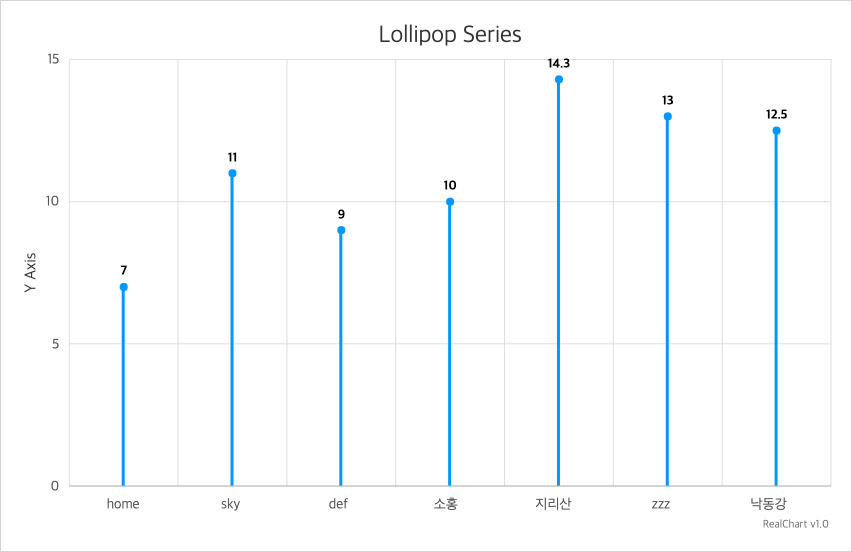 Lollipop Series
Y Axis
15
10
5
0
7
11
9
10
14.3
13
12.5
home
sky
def
소홍
지리산
zzz
낙동강
RealChart v1.0